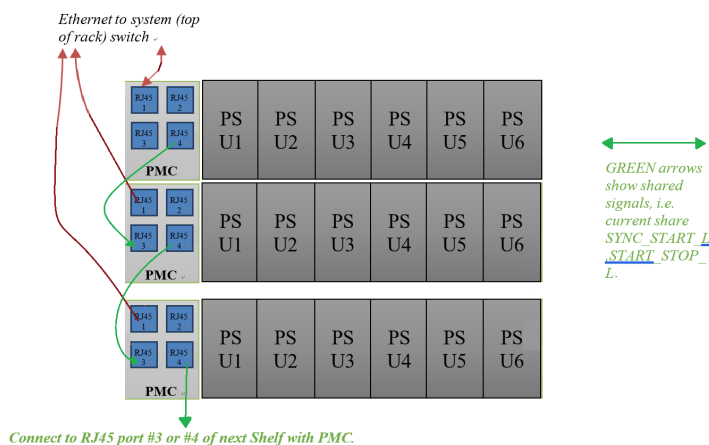 Ethernet to system (top
of rack) switch
RJ45 1 RJ45 2
RJ45 3 RJ45 4
PMC
PS U1 PS U2 PS U3 PS U4 PS U5 PS U6
RJ45 1 RJ45 2
RJ45 3 RJ45 4
PMC
PS U1 PS U2 PS U3 PS U4 PS U5 PS U6
RJ45 1 RJ45 2
RJ45 3 RJ45 4
PMC
PS U1 PS U2 PS U3 PS U4 PS U5 PS U6
GREEN arrows
show shared
signals, i.e.
current share
SYNC_START_L
,START_STOP_
L.
Connect to RJ45 port #3 or #4 of next Shelf with PMC.